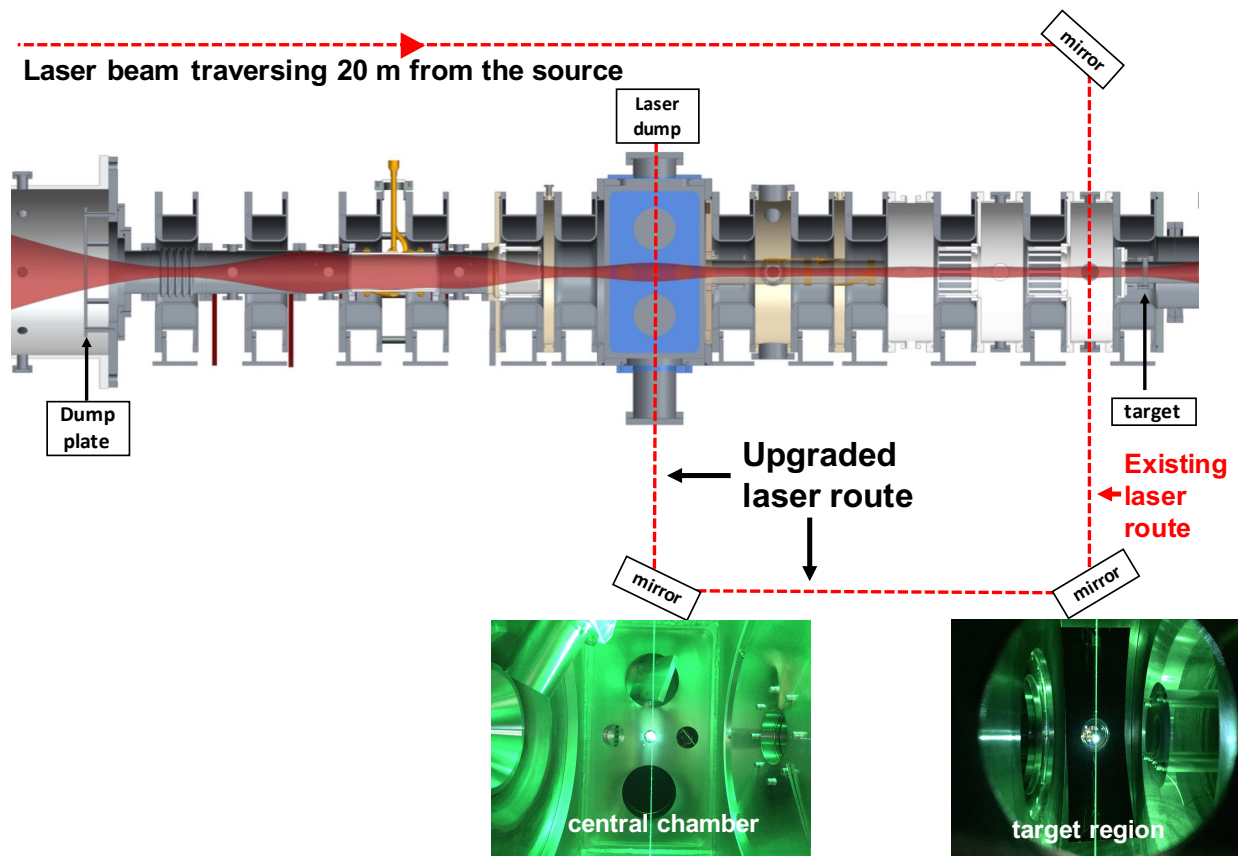 mirror
Laser beam traversing 20 m from the source
Laser
dump
Dump
plate
target
Upgraded
laser route
Existing
laser
route
mirror
mirror
central chamber
target region